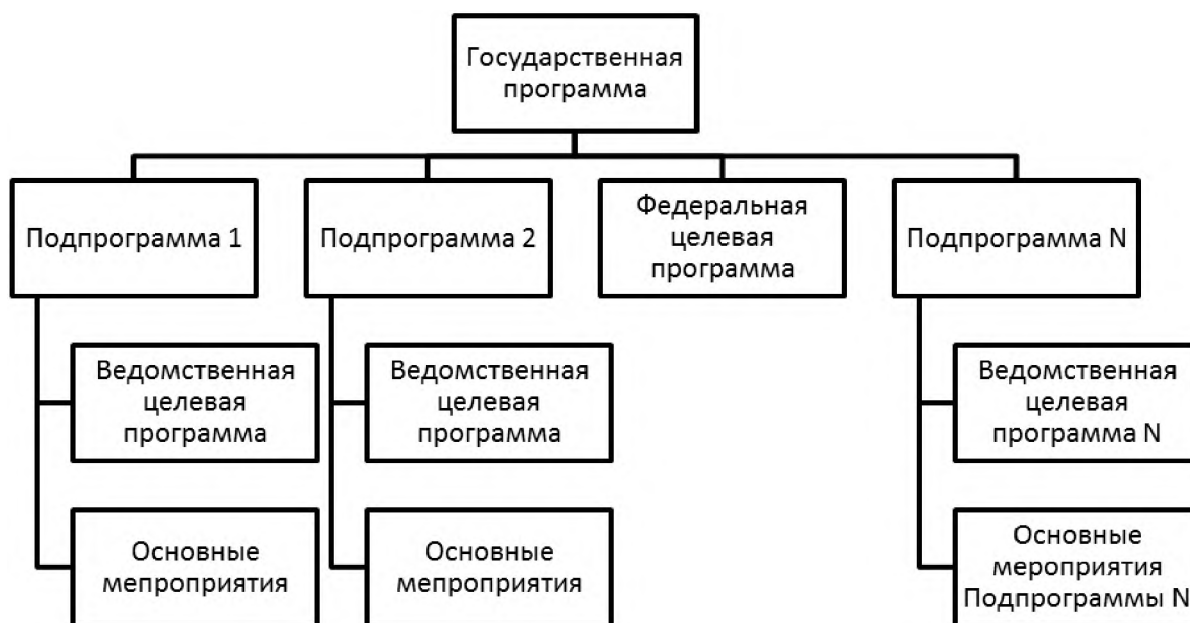 Государственная
программа
Подпрограмма 1
Подпрограмма 2
Федеральная
целевая
программа
Подпрограмма N
Ведомственная
целевая
программа
Ведомственная
целевая
программа
Ведомственная
целевая
программа N
Основные
мепроприятия
Основные
мепроприятия
Основные
мероприятия
Подпрограммы N